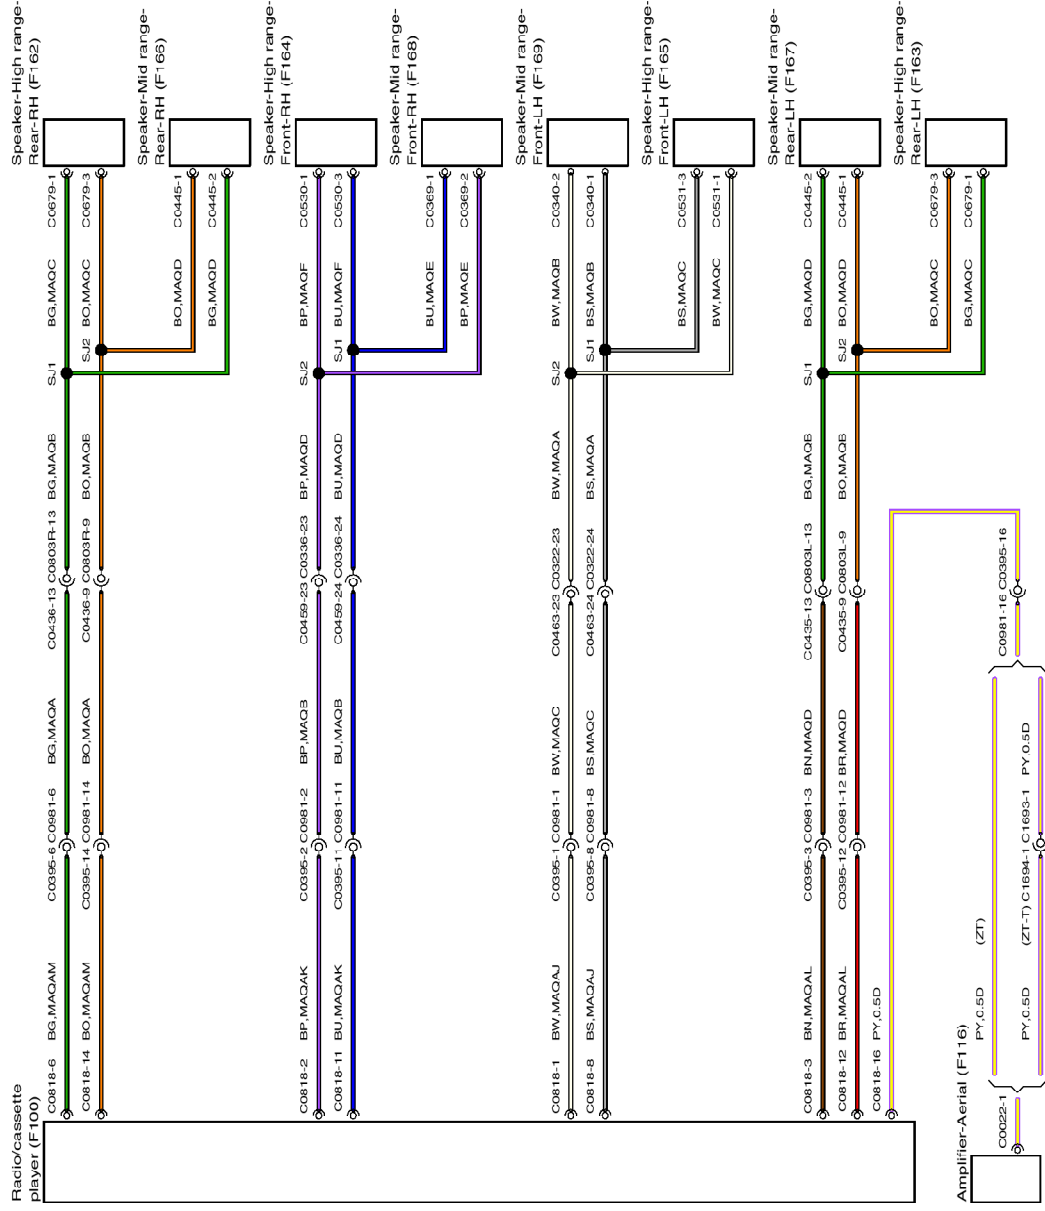 Radio/cassette
player (F100)
Speaker-High range-
Rear-RH (F162)
C0818-6 BG,MAQAM C0395-6 C0981-6 BG,MAQA C0436-13 C0803R-13 BG,MAQB SJ1 BG,MAQC C0679-1
C0818-14 BO,MAQAM C0395-14 C0981-14 BO,MAQA C0436-9 C0803R-9 BO,MAQB SJ2 BO,MAQC C0679-3
Speaker-Mid range-
Rear-RH (F166)
BO,MAQD C0445-1
BG,MAQD C0445-2
Speaker-High range-
Front-RH (F164)
C0818-2 BP,MAQAK C0395-2 C0981-2 BP,MAQB C0459-23 C0336-23 BP,MAQD SJ2 BP,MAQF C0530-1
C0818-11 BU,MAQAK C0395-11 C0981-11 BU,MAQB C0459-24 C0336-24 BU,MAQD SJ1 BU,MAQF C0530-3
Speaker-Mid range-
Front-RH (F168)
BU,MAQE C0369-1
BP,MAQE C0369-2
Speaker-Mid range-
Front-LH (F169)
C0818-1 BW,MAQAJ C0395-1 C0981-1 BW,MAQC C0463-23 C0322-23 BW,MAQA SJ2 BW,MAQB C0340-2
C0818-8 BS,MAQAJ C0395-8 C0981-8 BS,MAQC C0463-24 C0322-24 BS,MAQA SJ1 BS,MAQB C0340-1
Speaker-High range-
Front-LH (F165)
BS,MAQC C0531-3
BW,MAQC C0531-1
Speaker-Mid range-
Rear-LH (F167)
C0818-3 BN,MAQAL C0395-3 C0981-3 BN,MAQD C0435-13 C0803L-13 BG,MAQB SJ1 BG,MAQD C0445-2
C0818-12 BR,MAQAL C0395-12 C0981-12 BR,MAQD C0435-9 C0803L-9 BO,MAQB SJ2 BO,MAQD C0445-1
C0818-16 PY,0.5D
Speaker-High range-
Rear-LH (F163)
BO,MAQC C0679-3
BG,MAQC C0679-1
Amplifier-Aerial (F116)
PY,0.5D (ZT)
C0022-1 C0981-16 C0395-16
PY,0.5D (ZT-T) C1694-1 C1693-1 PY,0.5D